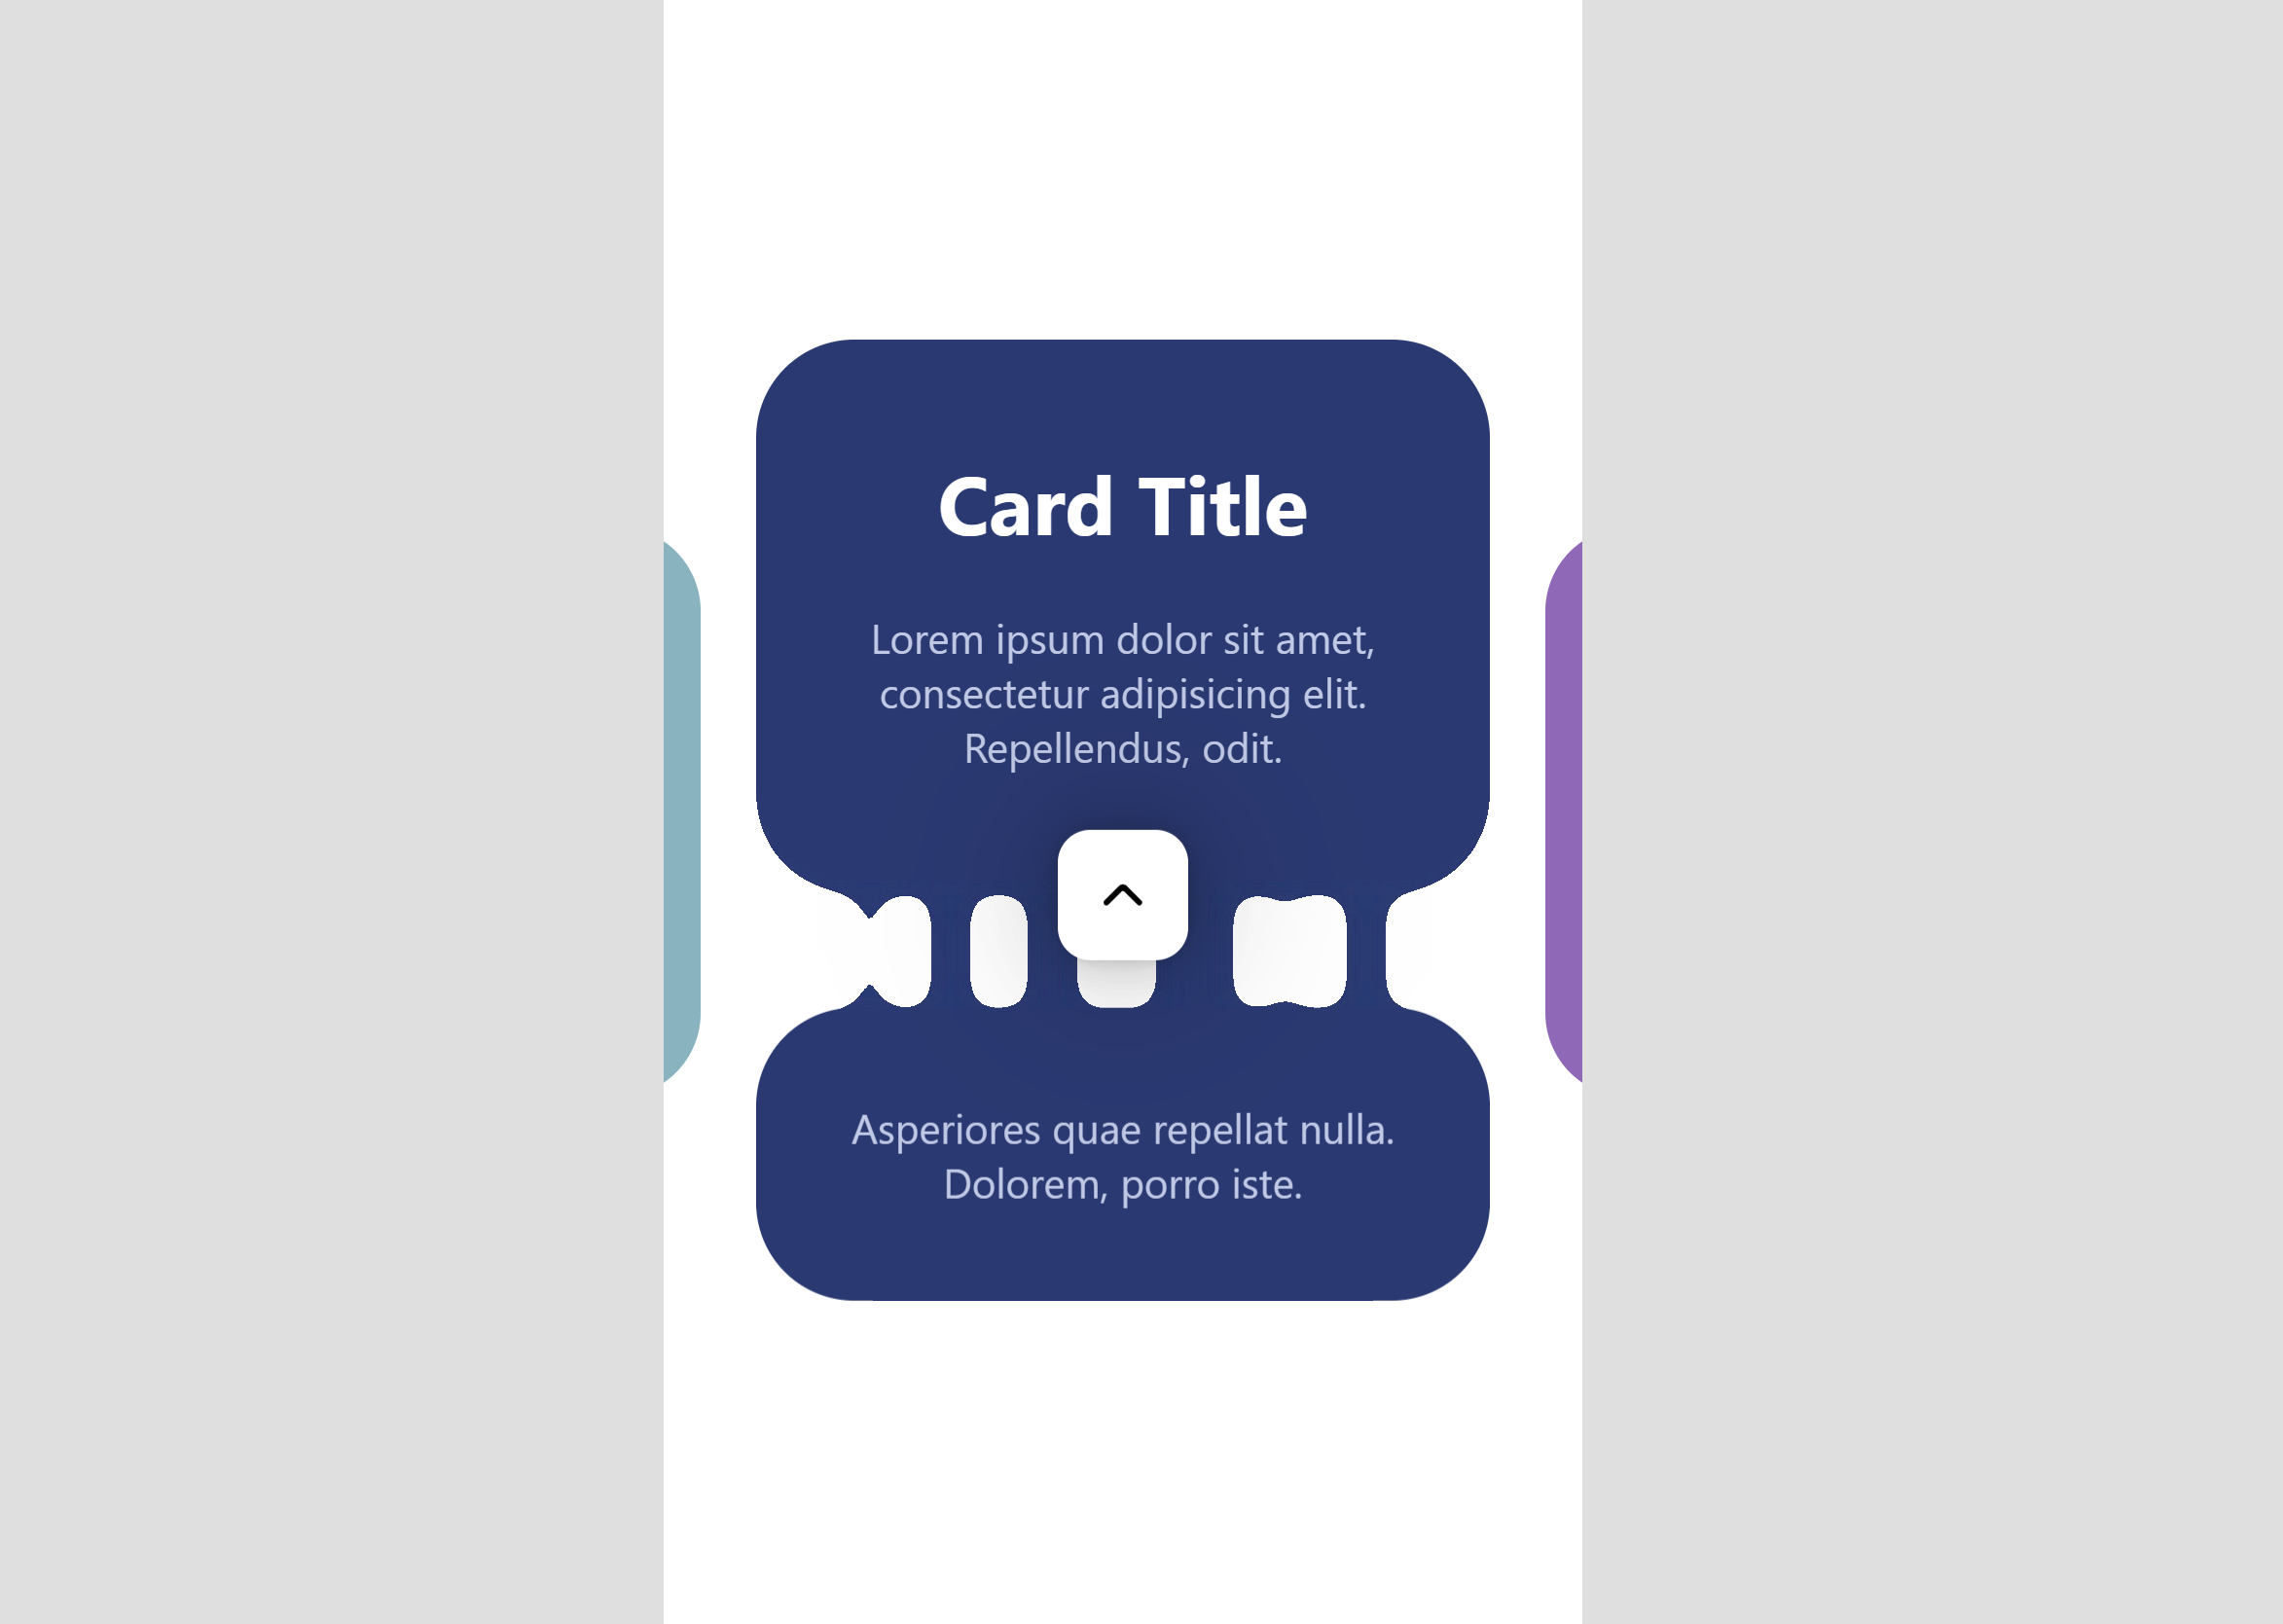 Card Title
Lorem ipsum dolor sit amet,
consectetur adipisicing elit.
Repellendus, odit.
Asperiores quae repellat nulla.
Dolorem, porro iste.